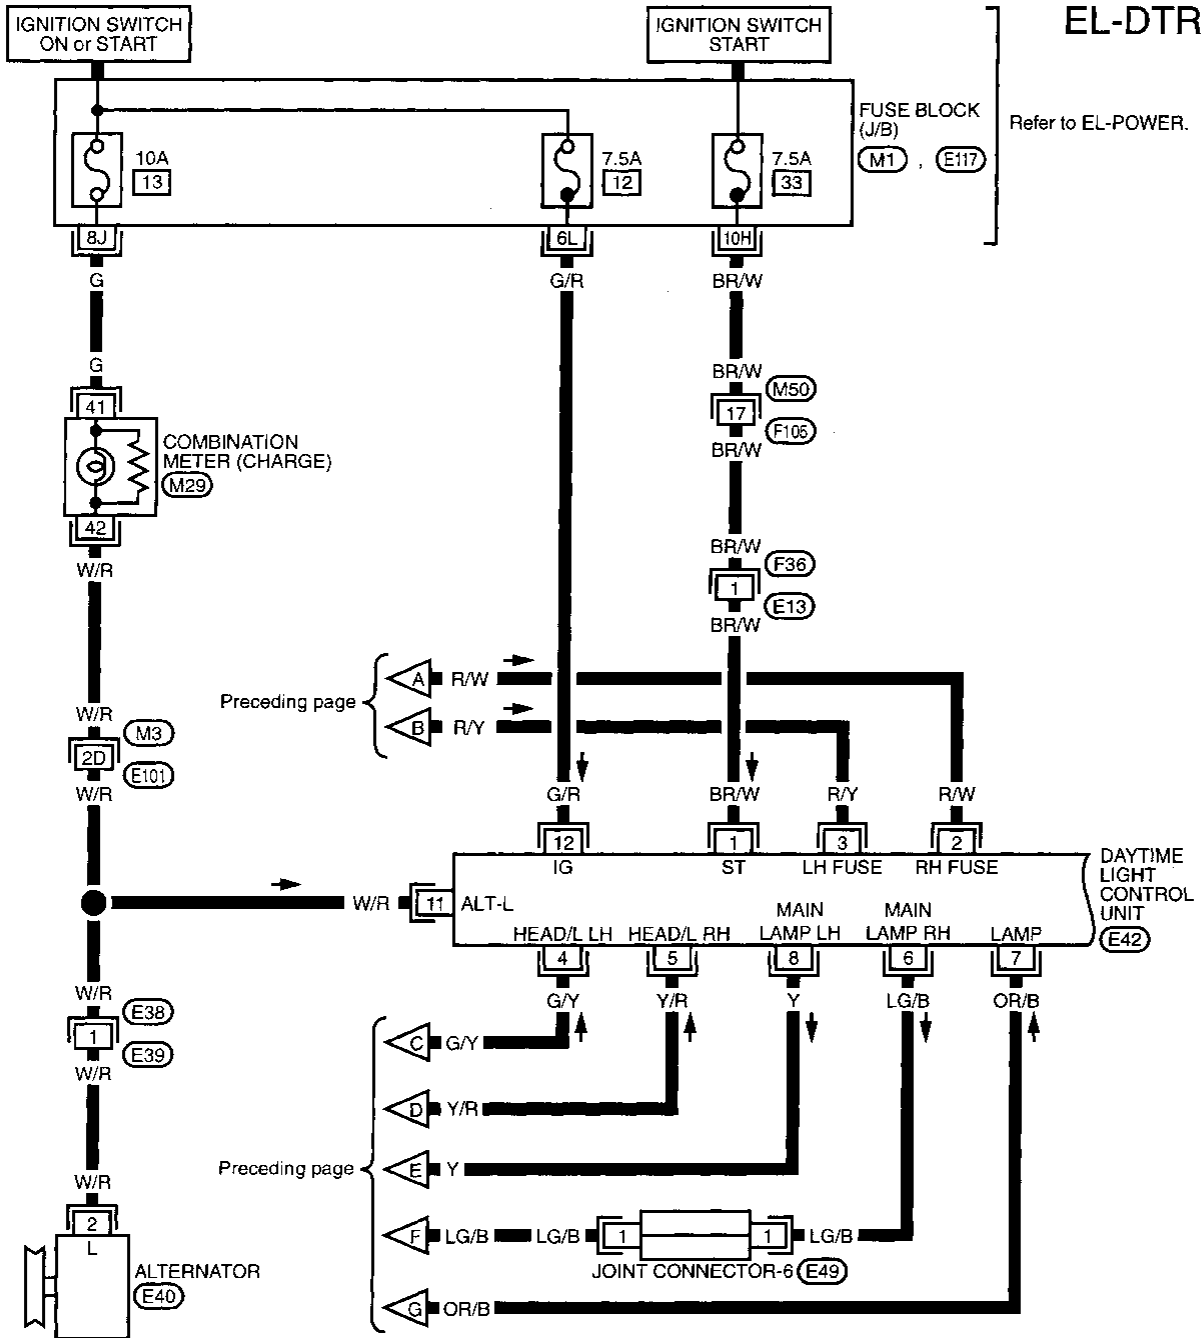 EL-DTR
IGNITION SWITCH
ON or START
IGNITION SWITCH
START
FUSE BLOCK
(J/B)
M1 , E117
Refer to EL-POWER.
10A
13
7.5A
12
7.5A
33
8J
6L
10H
G
G/R
BR/W
G
BR/W
M50
41
17
F105
BR/W
COMBINATION
METER (CHARGE)
M29
42
W/R
BR/W
F36
1
E13
BR/W
Preceding page
A R/W
B R/Y
W/R
M3
2D
E101
W/R
G/R
BR/W
R/Y
R/W
12
1
3
2
IG
ST
LH FUSE
RH FUSE
DAYTIME
LIGHT
CONTROL
UNIT
E42
W/R
11
ALT-L
HEAD/L LH
HEAD/L RH
MAIN
LAMP LH
MAIN
LAMP RH
LAMP
4
5
8
6
7
G/Y
Y/R
Y
LG/B
OR/B
W/R
E38
1
E39
W/R
Preceding page
C G/Y
D Y/R
E Y
F LG/B LG/B 1 1 LG/B
JOINT CONNECTOR-6 E49
G OR/B
W/R
2
L
ALTERNATOR
E40